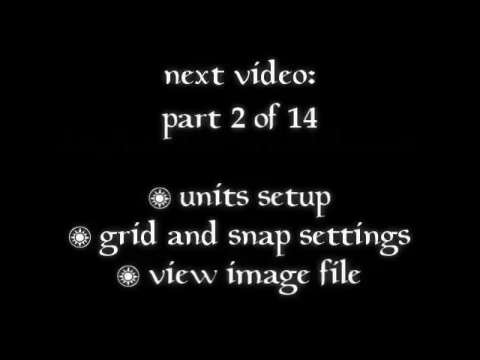 next video:
part 2 of 14
units setup
grid and snap settings
view image file